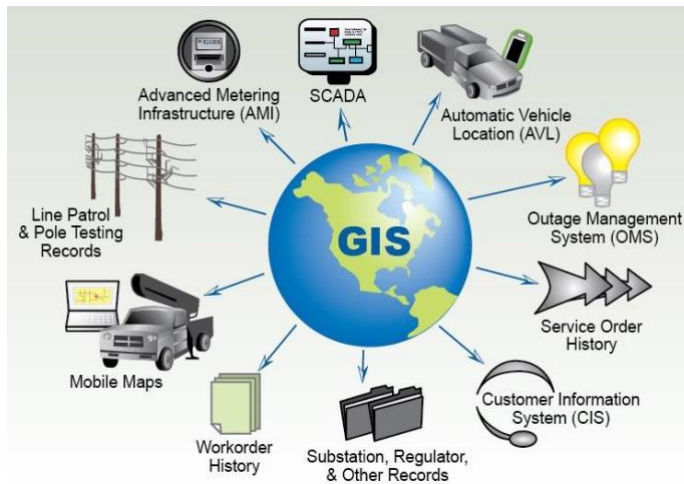 Advanced Metering
Infrastructure (AMI)
SCADA
Automatic Vehicle
Location (AVL)
Line Patrol
& Pole Testing
Records
GIS
Outage Management
System (OMS)
Mobile Maps
Service Order
History
Workorder
History
Substation, Regulator,
& Other Records
Customer Information
System (CIS)